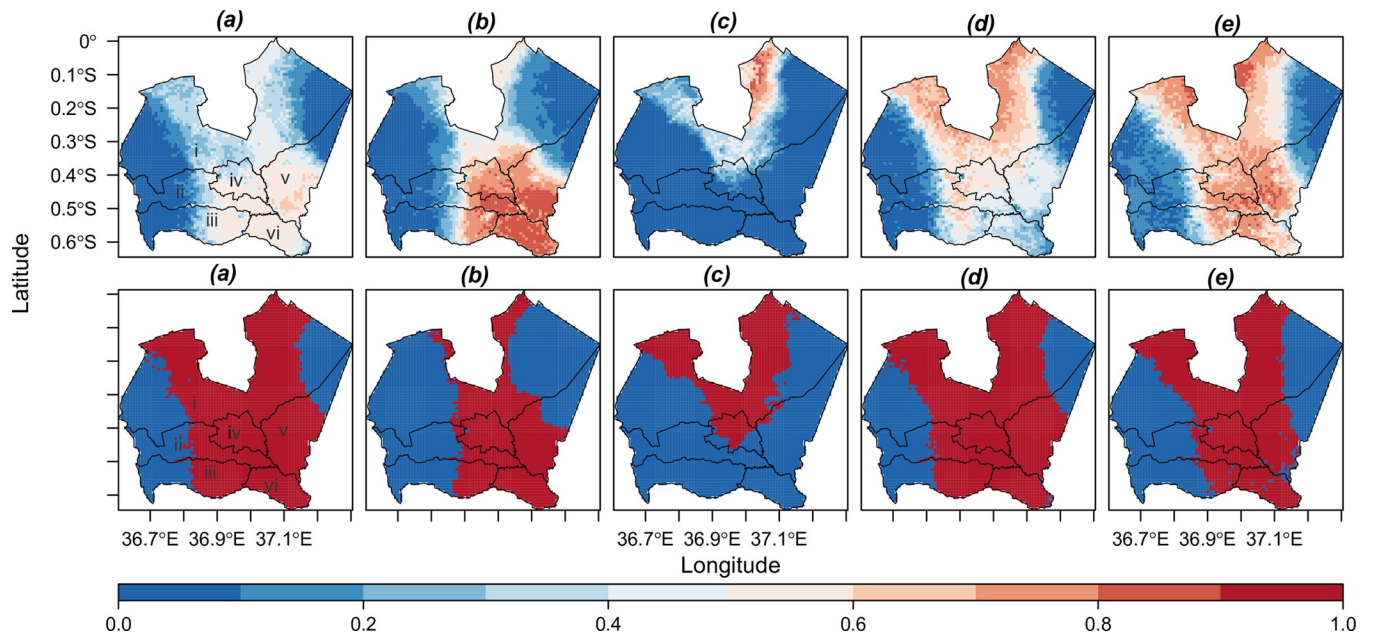 (a) (b) (c) (d) (e)
0°
0.1°S
0.2°S
0.3°S
0.4°S
0.5°S
0.6°S
i
ii iv v
iii vi
Latitude
(a) (b) (c) (d) (e)
i
ii iv v
iii vi
36.7°E 36.9°E 37.1°E 36.7°E 36.9°E 37.1°E 36.7°E 36.9°E 37.1°E
Longitude
0.0 0.2 0.4 0.6 0.8 1.0